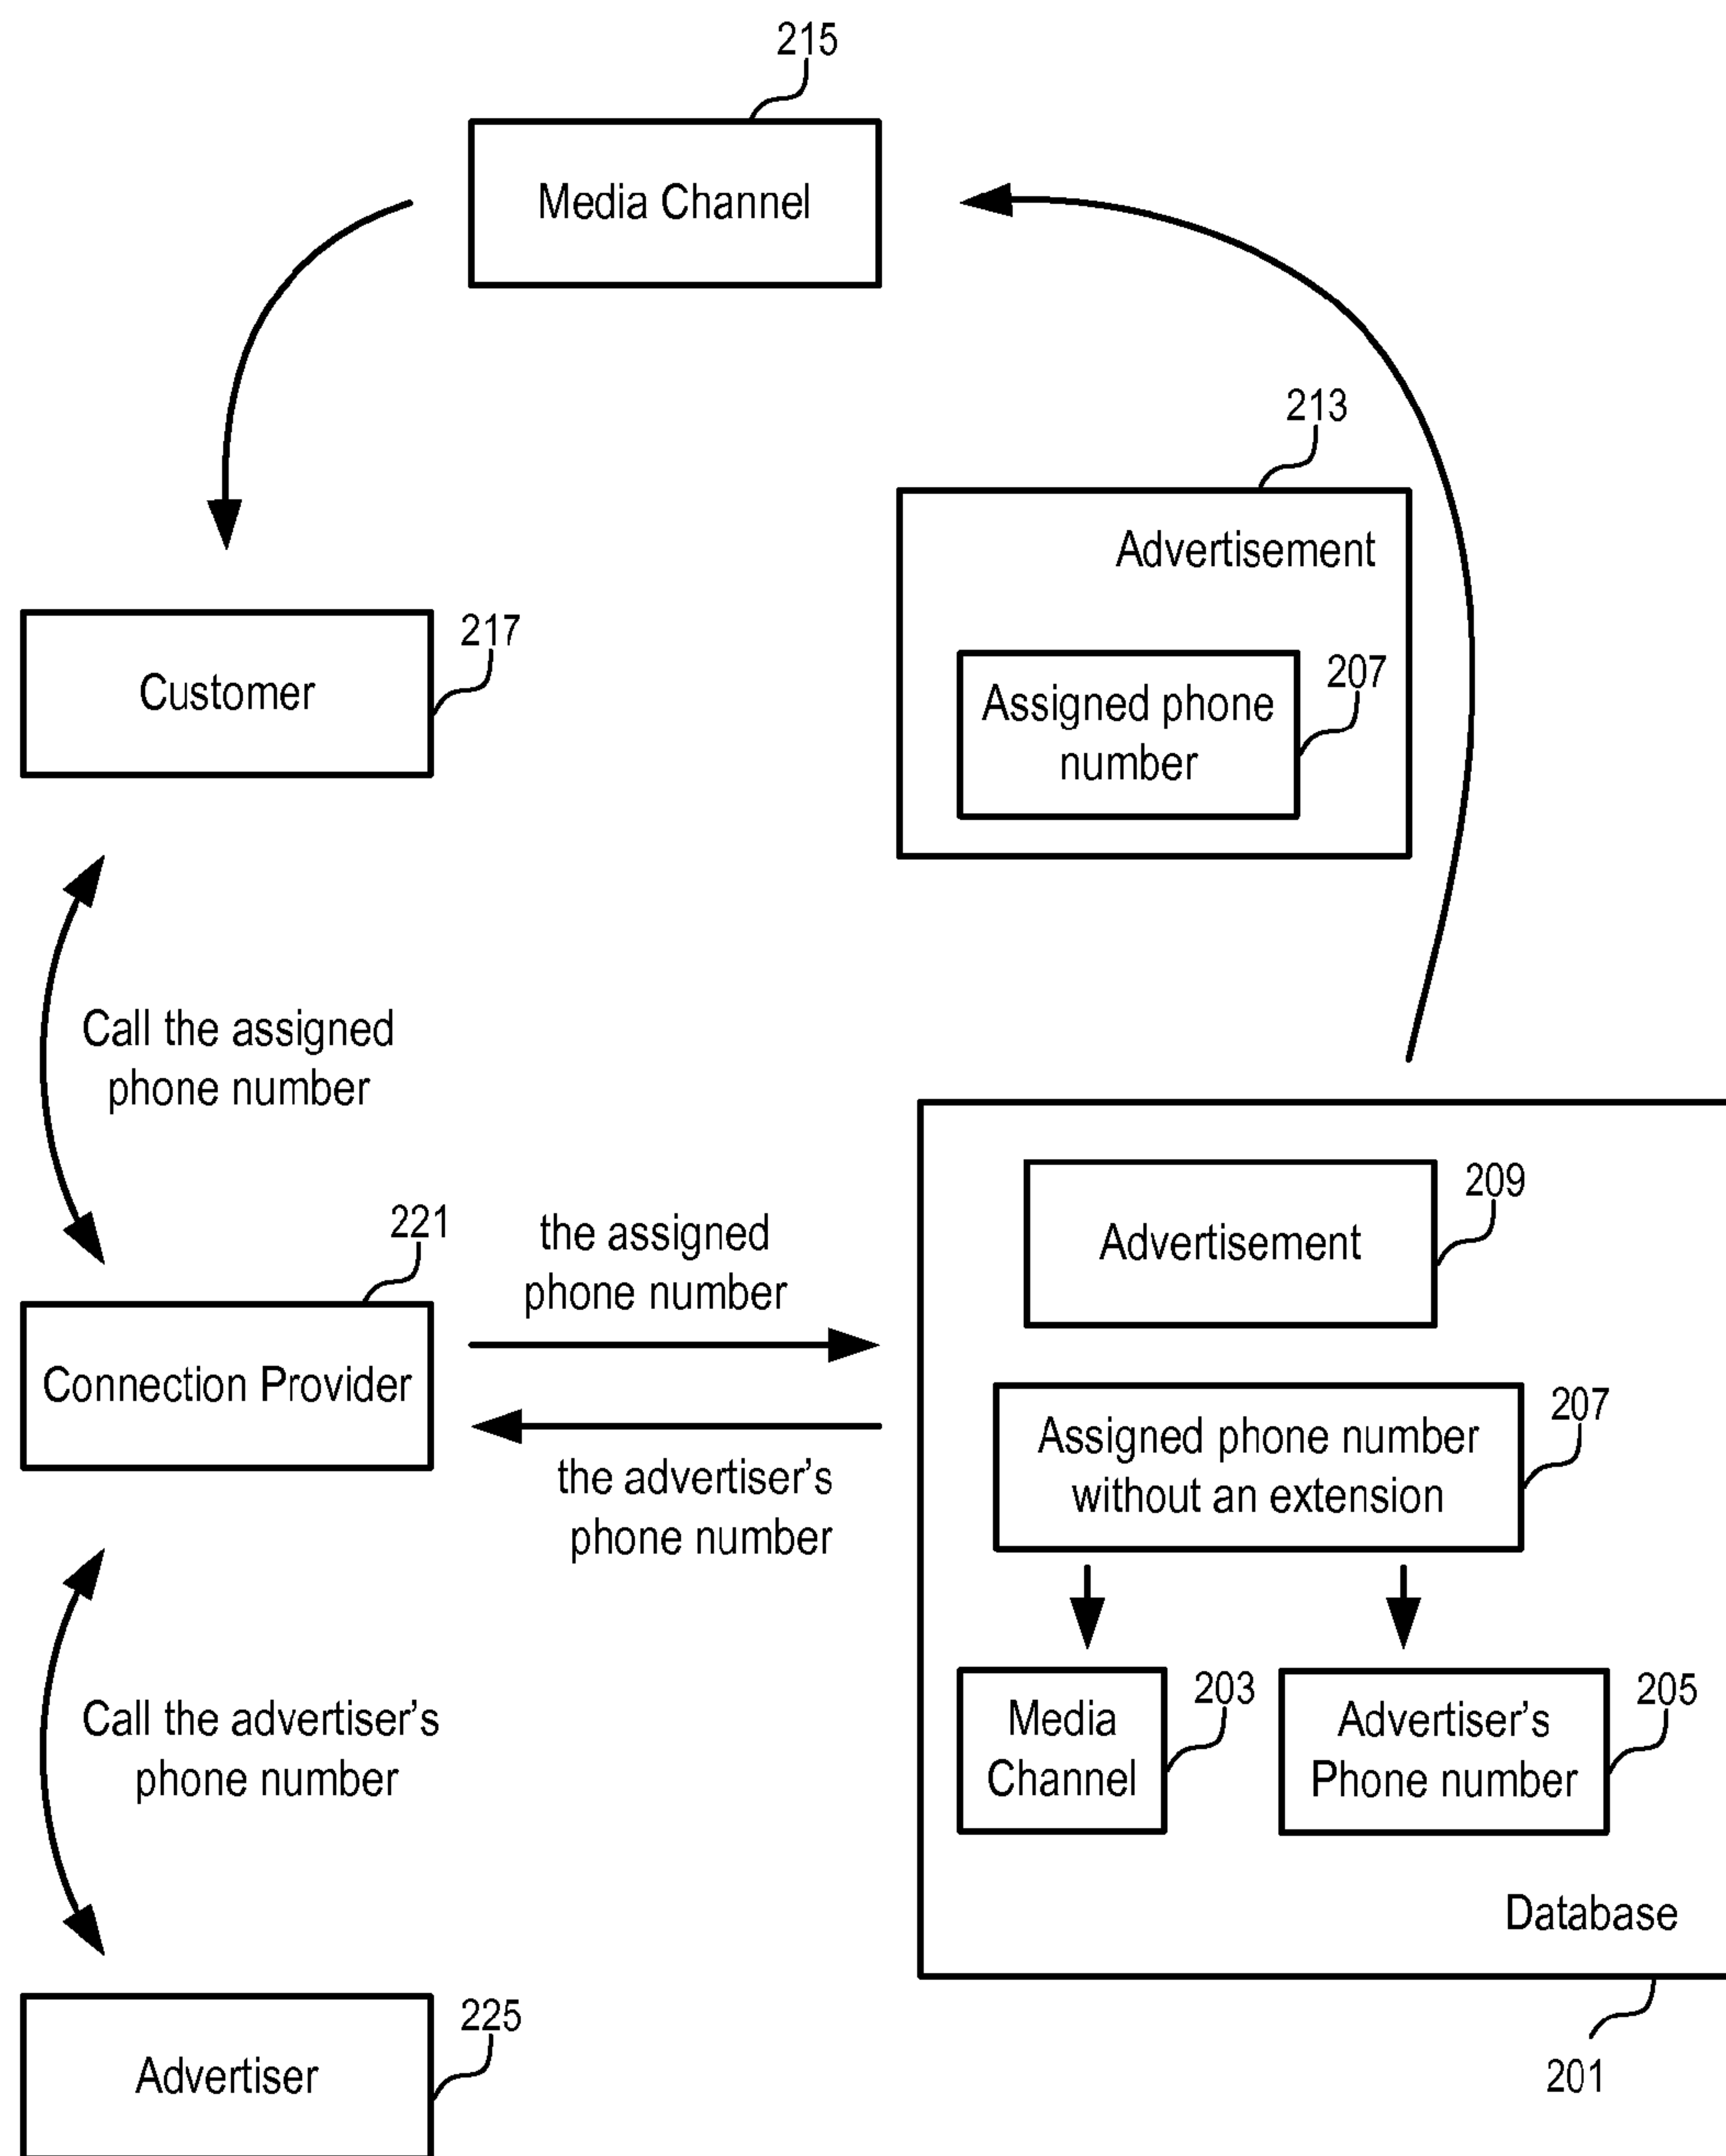 215
Media Channel
213
Advertisement
207
Assigned phone
number
217
Customer
Call the assigned
phone number
221
Connection Provider
the assigned
phone number
the advertiser's
phone number
209
Advertisement
207
Assigned phone number
without an extension
203
Media
Channel
205
Advertiser's
Phone number
Database
201
Call the advertiser's
phone number
225
Advertiser